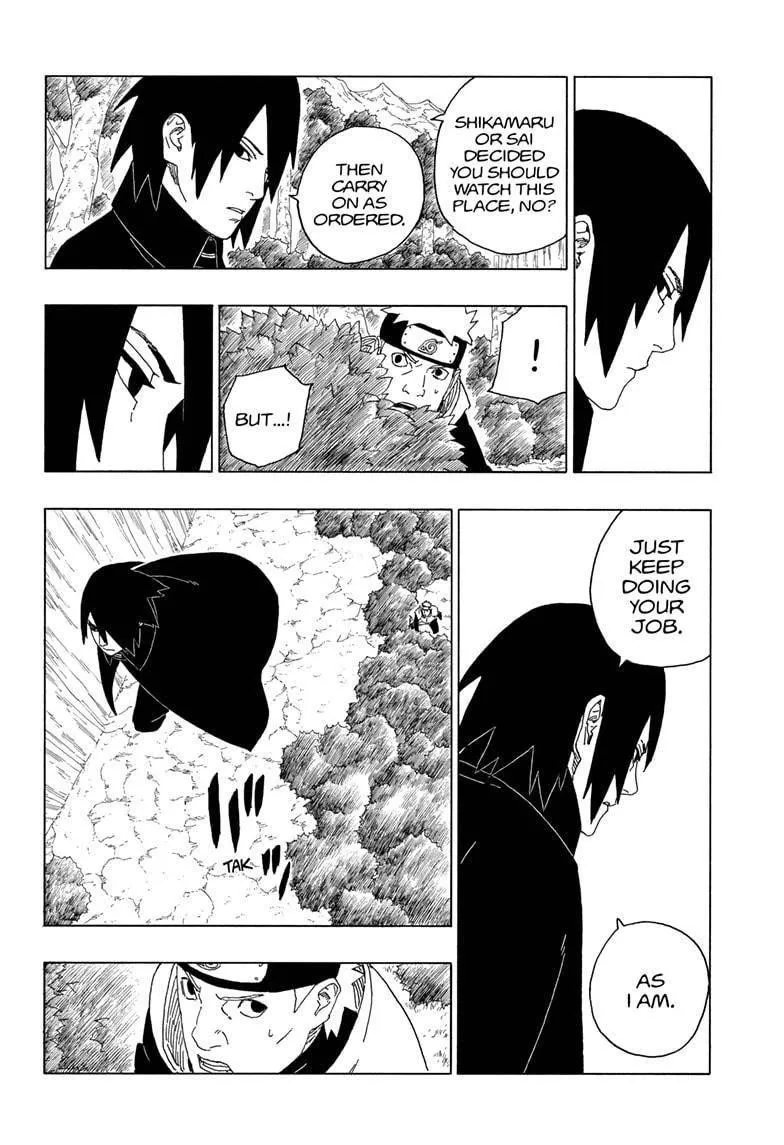 SHIKAMARU
OR SAI
DECIDED
YOU SHOULD
WATCH THIS
PLACE, NO?
THEN
CARRY
ON AS
ORDERED.
!
BUT...!
JUST
KEEP
DOING
YOUR
JOB.
AS
I AM.
TAK